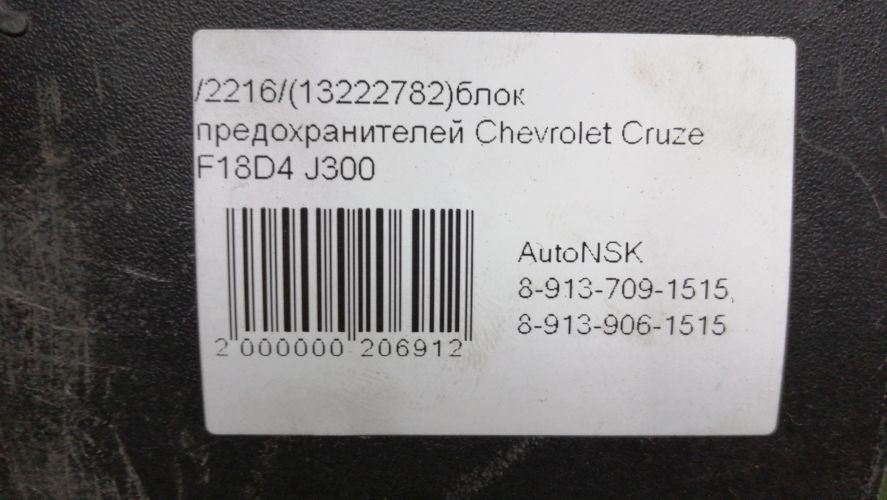 /2216/(13222782)блок
предохранителей Chevrolet Cruze
F18D4 J300
AutoNSK
8-913-709-1515,
8-913-906-1515
2 000000 206912